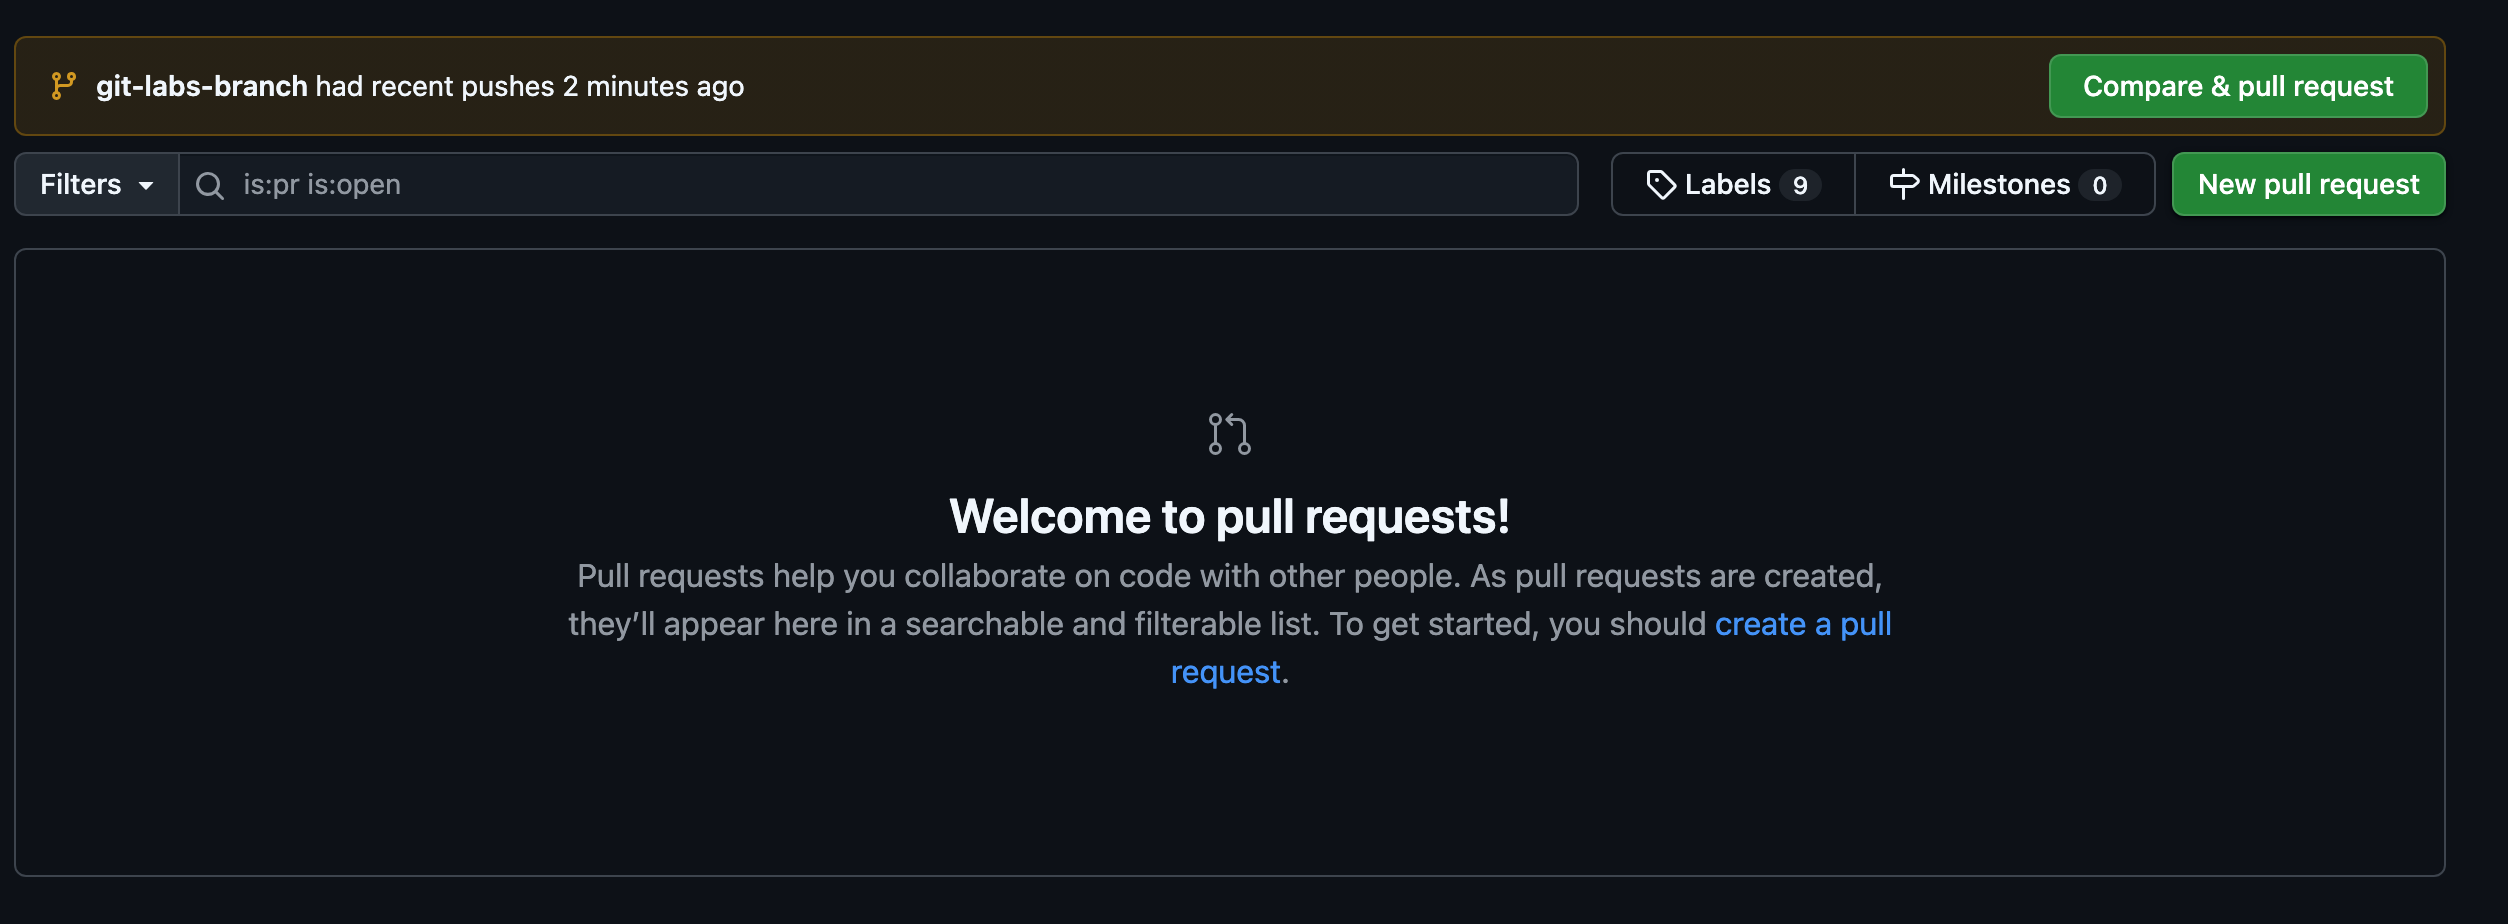 git-labs-branch had recent pushes 2 minutes ago
Compare & pull request
Filters
is:pr is:open
Labels 9
Milestones 0
New pull request
Welcome to pull requests!
Pull requests help you collaborate on code with other people. As pull requests are created,
they’ll appear here in a searchable and filterable list. To get started, you should create a pull
request.